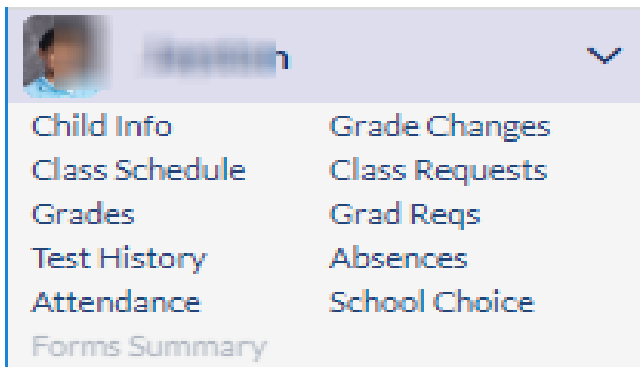 Child Info Grade Changes
Class Schedule Class Requests
Grades Grad Reqs
Test History Absences
Attendance School Choice
Forms Summary